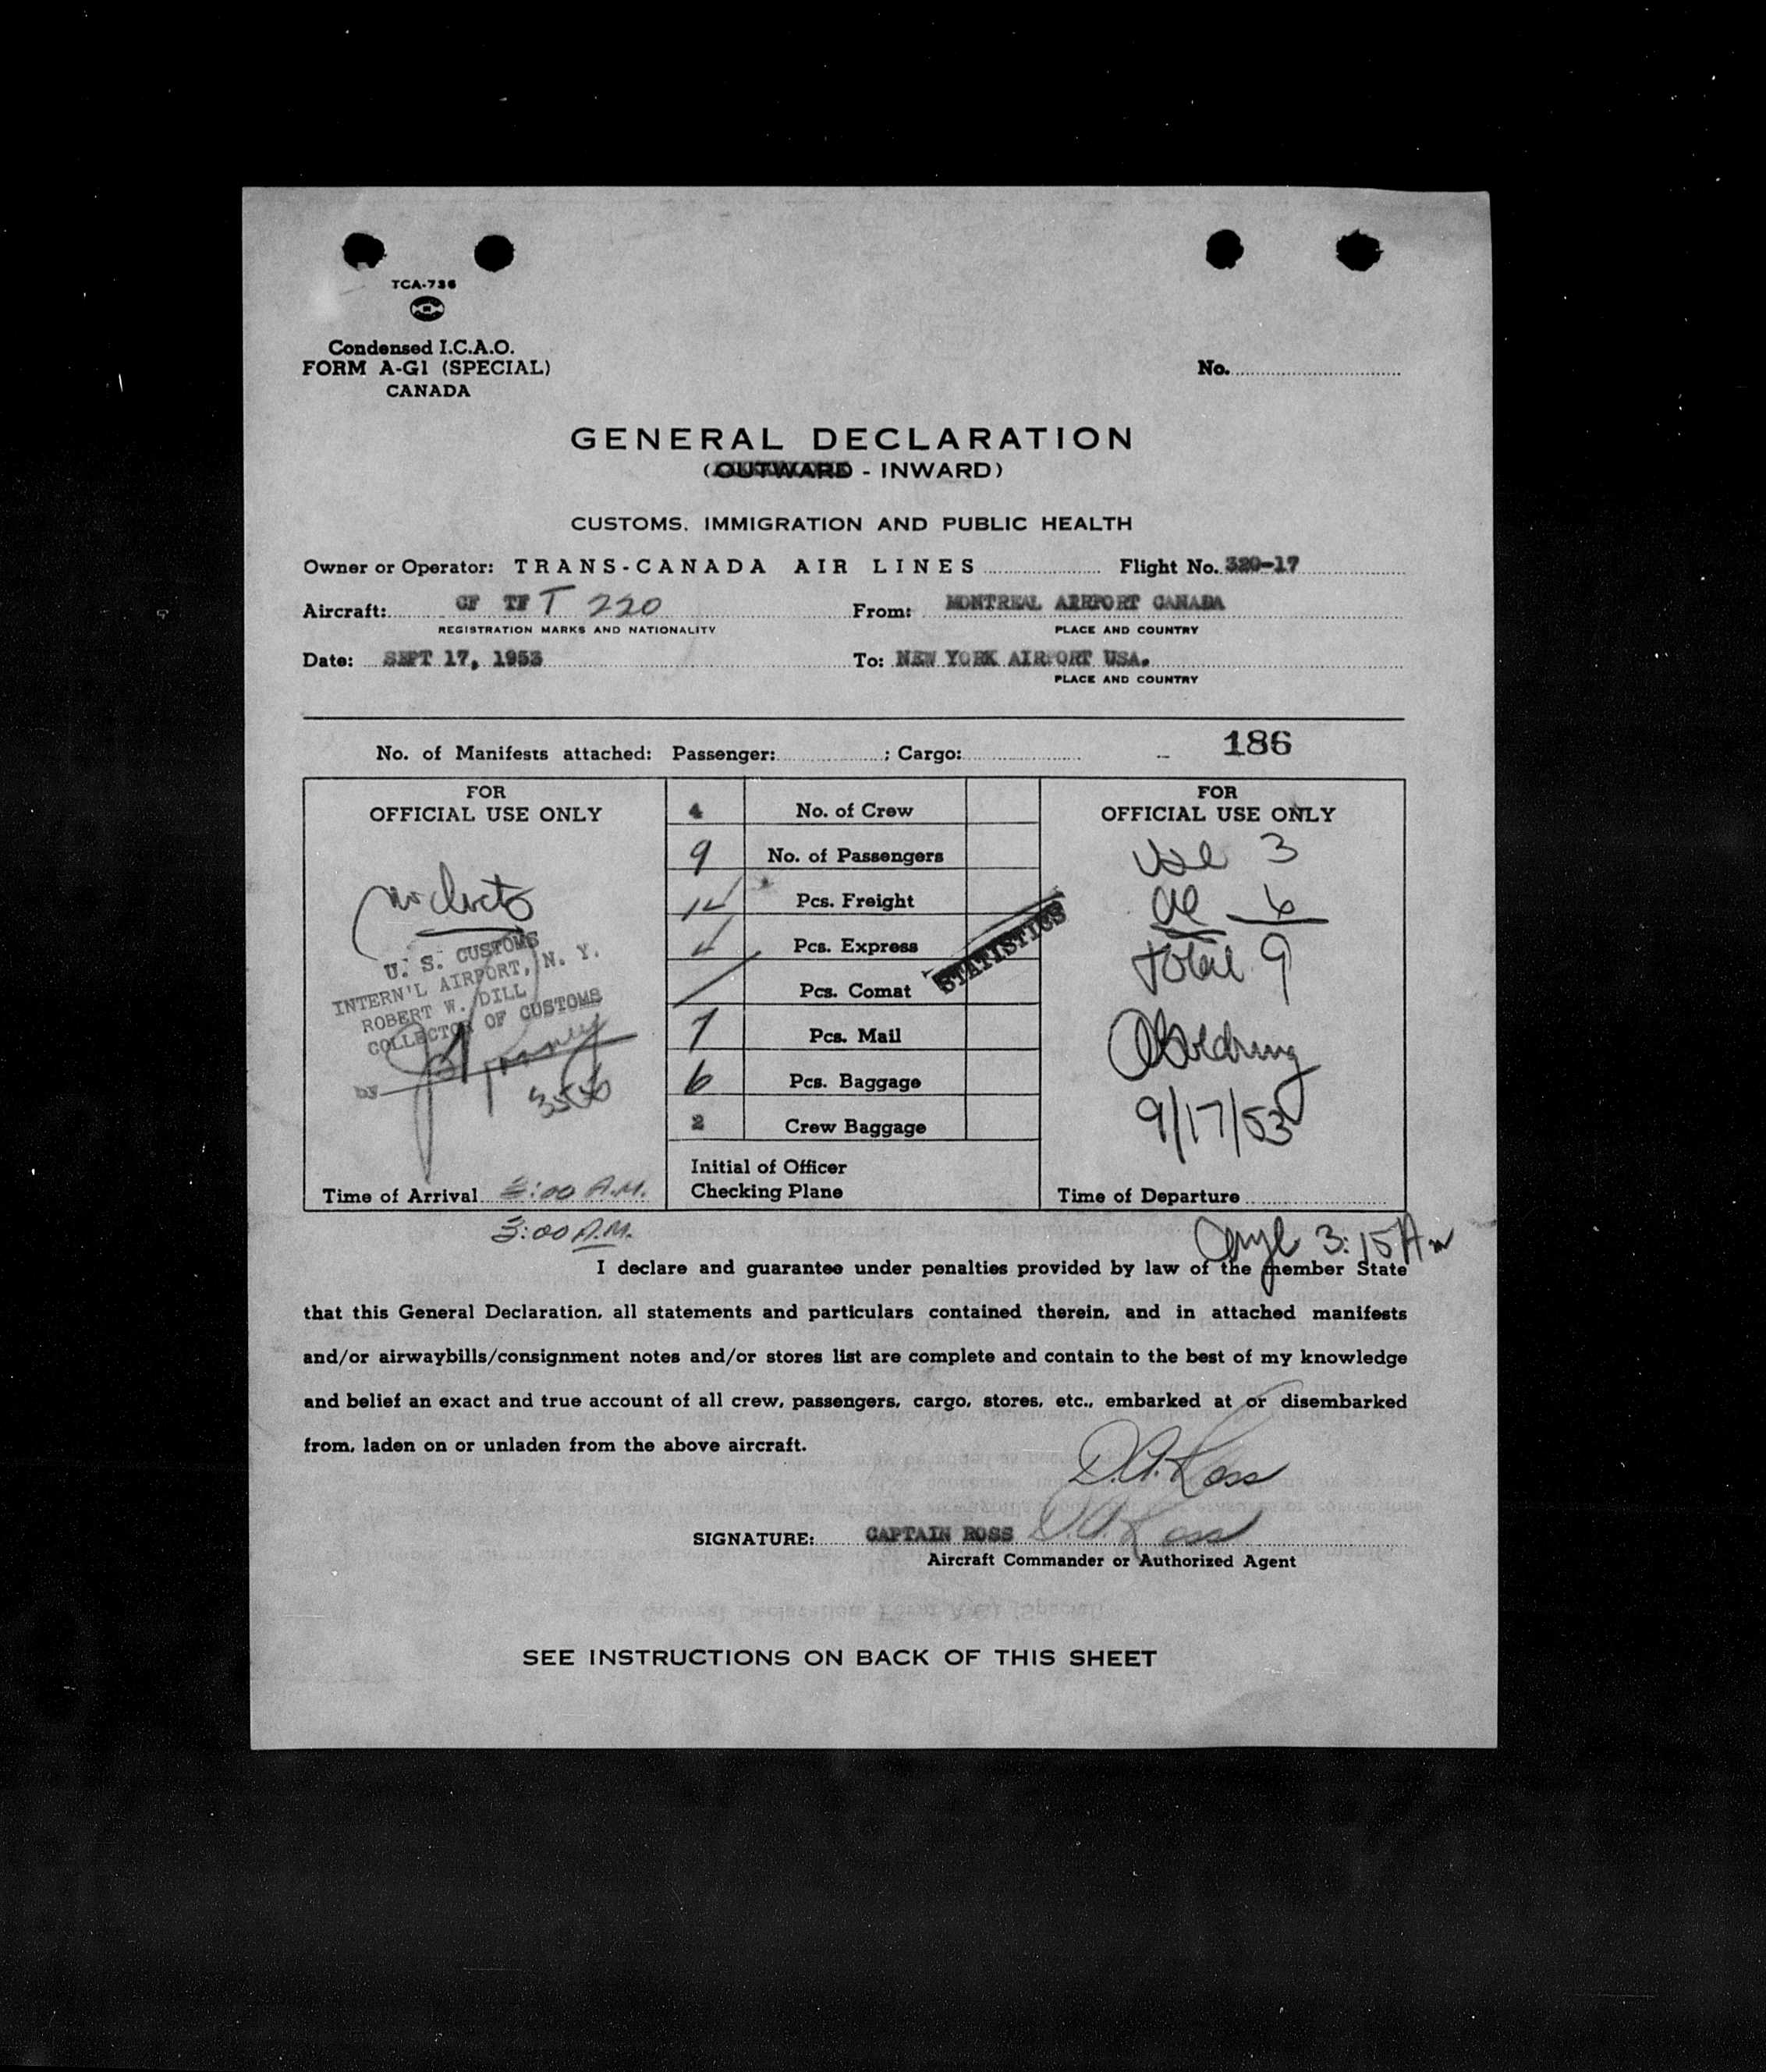 TCA-736
Condensed I.C.A.O.
FORM A-G1 (SPECIAL)
CANADA
No.
GENERAL DECLARATION
(OUTWARD - INWARD)
CUSTOMS, IMMIGRATION AND PUBLIC HEALTH
Owner or Operator: TRANS-CANADA AIR LINES Flight No. 320-17
Aircraft: CF TF T 220 From: MONTREAL AIRPORT CANADA
REGISTRATION MARKS AND NATIONALITY PLACE AND COUNTRY
Date: SEPT 17, 1953 To: NEW YORK AIRPORT USA.
PLACE AND COUNTRY
No. of Manifests attached: Passenger: ; Cargo: 186
FOR
OFFICIAL USE ONLY
U. S. CUSTOMS
INTERN'L AIRPORT, N. Y.
ROBERT W. DILL
COLLECTOR OF CUSTOMS
by
Time of Arrival 3:00 A.M.
3:00 A.M.
4 No. of Crew
9 No. of Passengers
Pcs. Freight
Pcs. Express
Pcs. Comat
7 Pcs. Mail
6 Pcs. Baggage
2 Crew Baggage
Initial of Officer
Checking Plane
STATISTICS
FOR
OFFICIAL USE ONLY
3
6
Total 9
9/17/53
Time of Departure
3:15 Am
I declare and guarantee under penalties provided by law of the member State
that this General Declaration, all statements and particulars contained therein, and in attached manifests
and/or airwaybills/consignment notes and/or stores list are complete and contain to the best of my knowledge
and belief an exact and true account of all crew, passengers, cargo, stores, etc., embarked at or disembarked
from, laden on or unladen from the above aircraft.
D.A. Ross
SIGNATURE: CAPTAIN ROSS D.A. Ross
Aircraft Commander or Authorized Agent
SEE INSTRUCTIONS ON BACK OF THIS SHEET